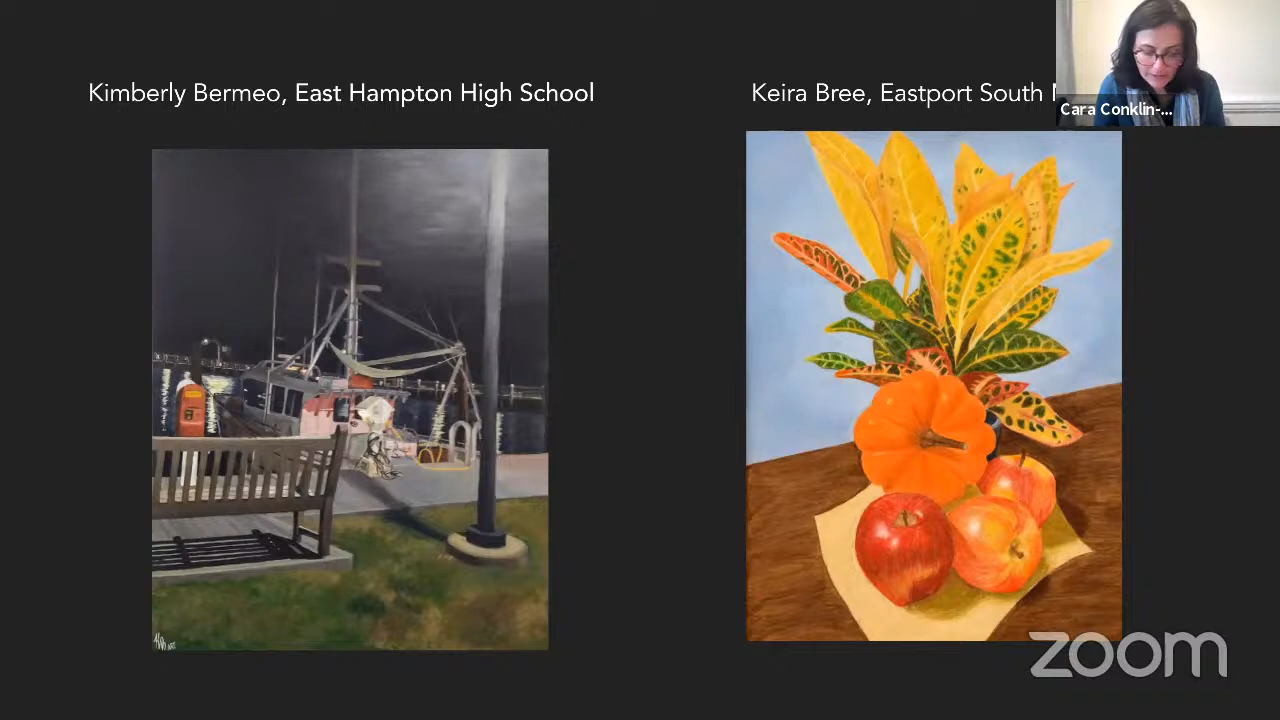 Kimberly Bermeo, East Hampton High School
Keira Bree, Eastport South
Cara Conklin-...
zoom